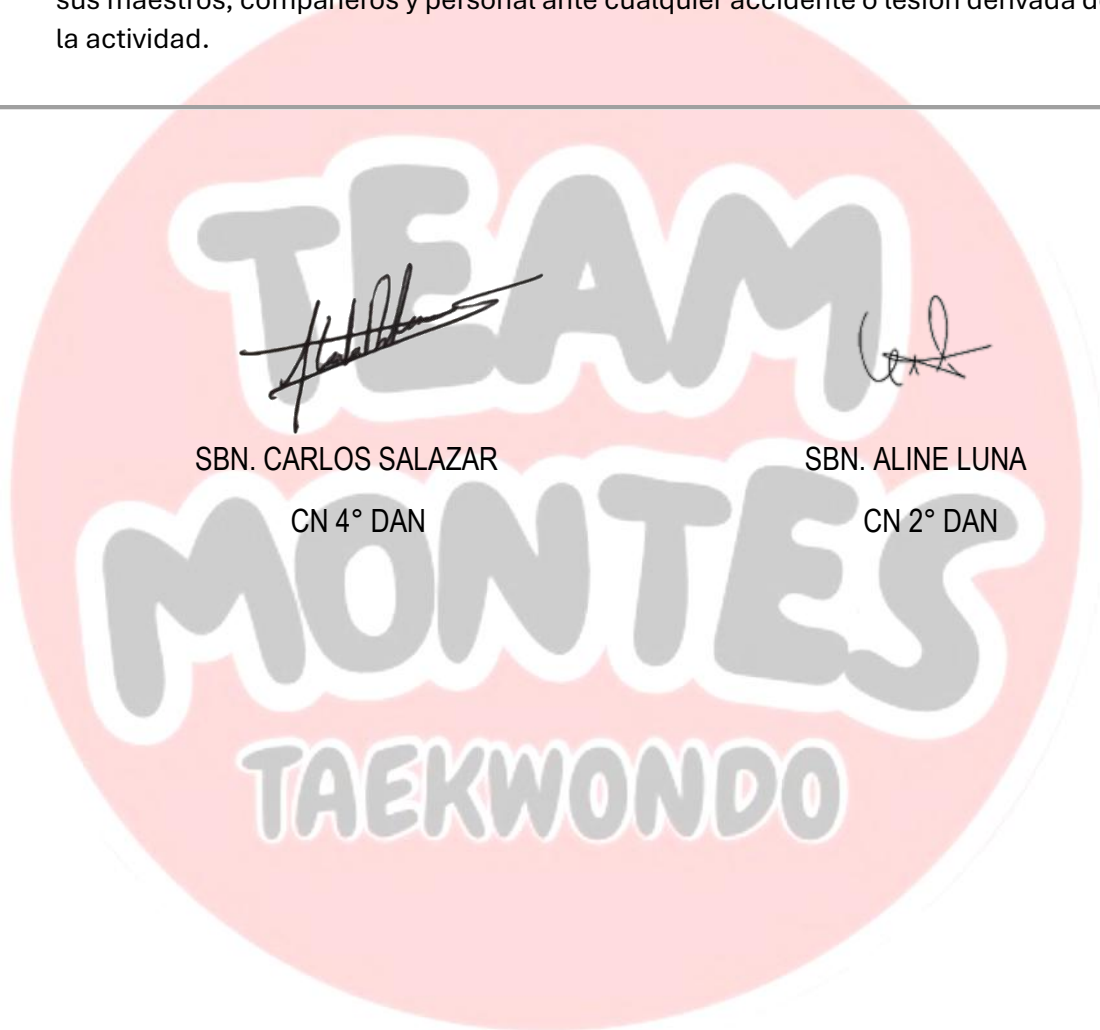 sus maestros, compañeros y personal ante cualquier accidente o lesión derivada de
la actividad.
TEAM
SBN. CARLOS SALAZAR SBN. ALINE LUNA
CN 4° DAN CN 2° DAN
MONTES
TAEKWONDO